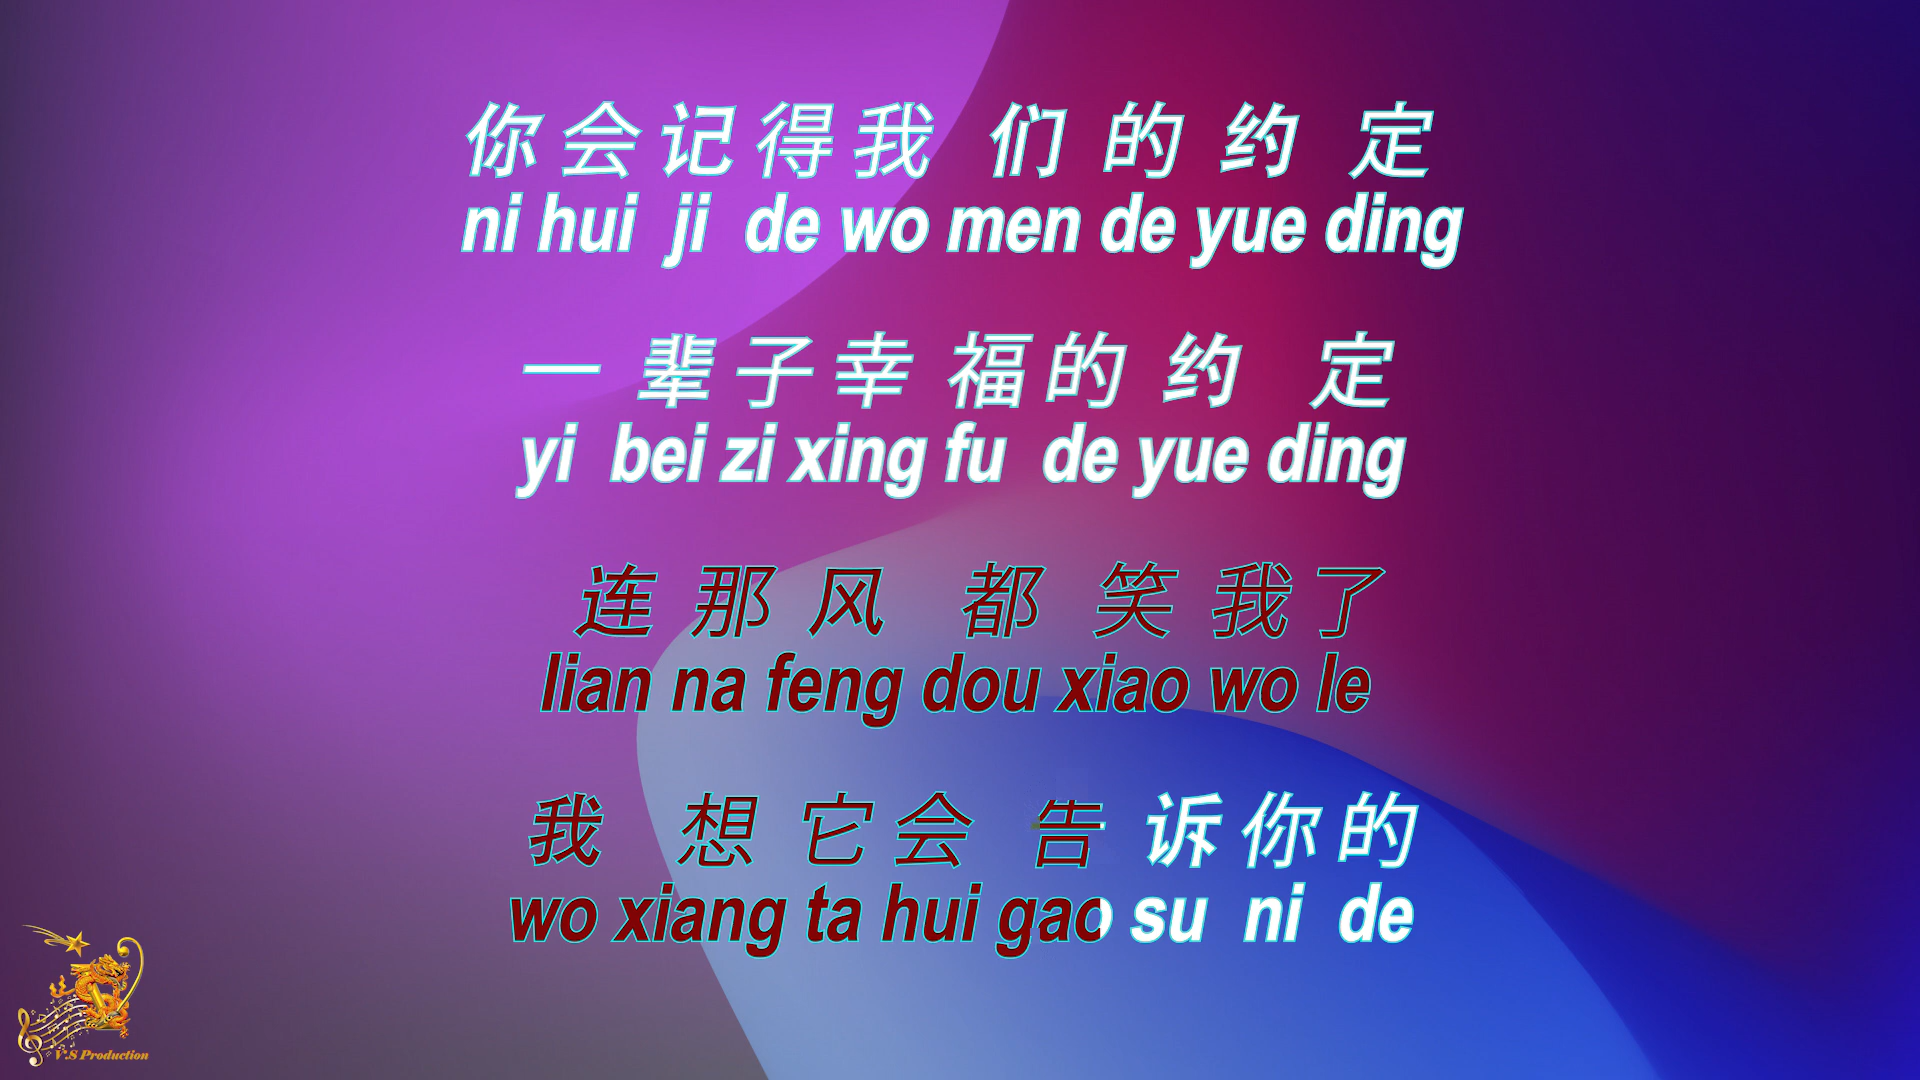 你会记得我们的约定
ni hui ji de wo men de yue ding
一辈子幸福的约定
yi bei zi xing fu de yue ding
连那风都笑我了
lian na feng dou xiao wo le
我想它会告诉你的
wo xiang ta hui gao su ni de
V.S Production